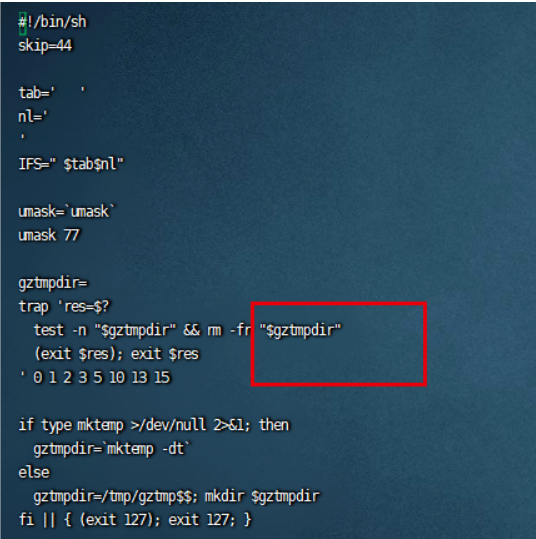 #!/bin/sh
skip=44
tab='   '
nl='
'
IFS=" $tab$nl"
umask=`umask`
umask 77
gztmpdir=
trap 'res=$?
  test -n "$gztmpdir" && rm -fr "$gztmpdir"
  (exit $res); exit $res
' 0 1 2 3 5 10 13 15
if type mktemp >/dev/null 2>&1; then
  gztmpdir=`mktemp -dt`
else
  gztmpdir=/tmp/gztmp$$; mkdir $gztmpdir
fi || { (exit 127); exit 127; }